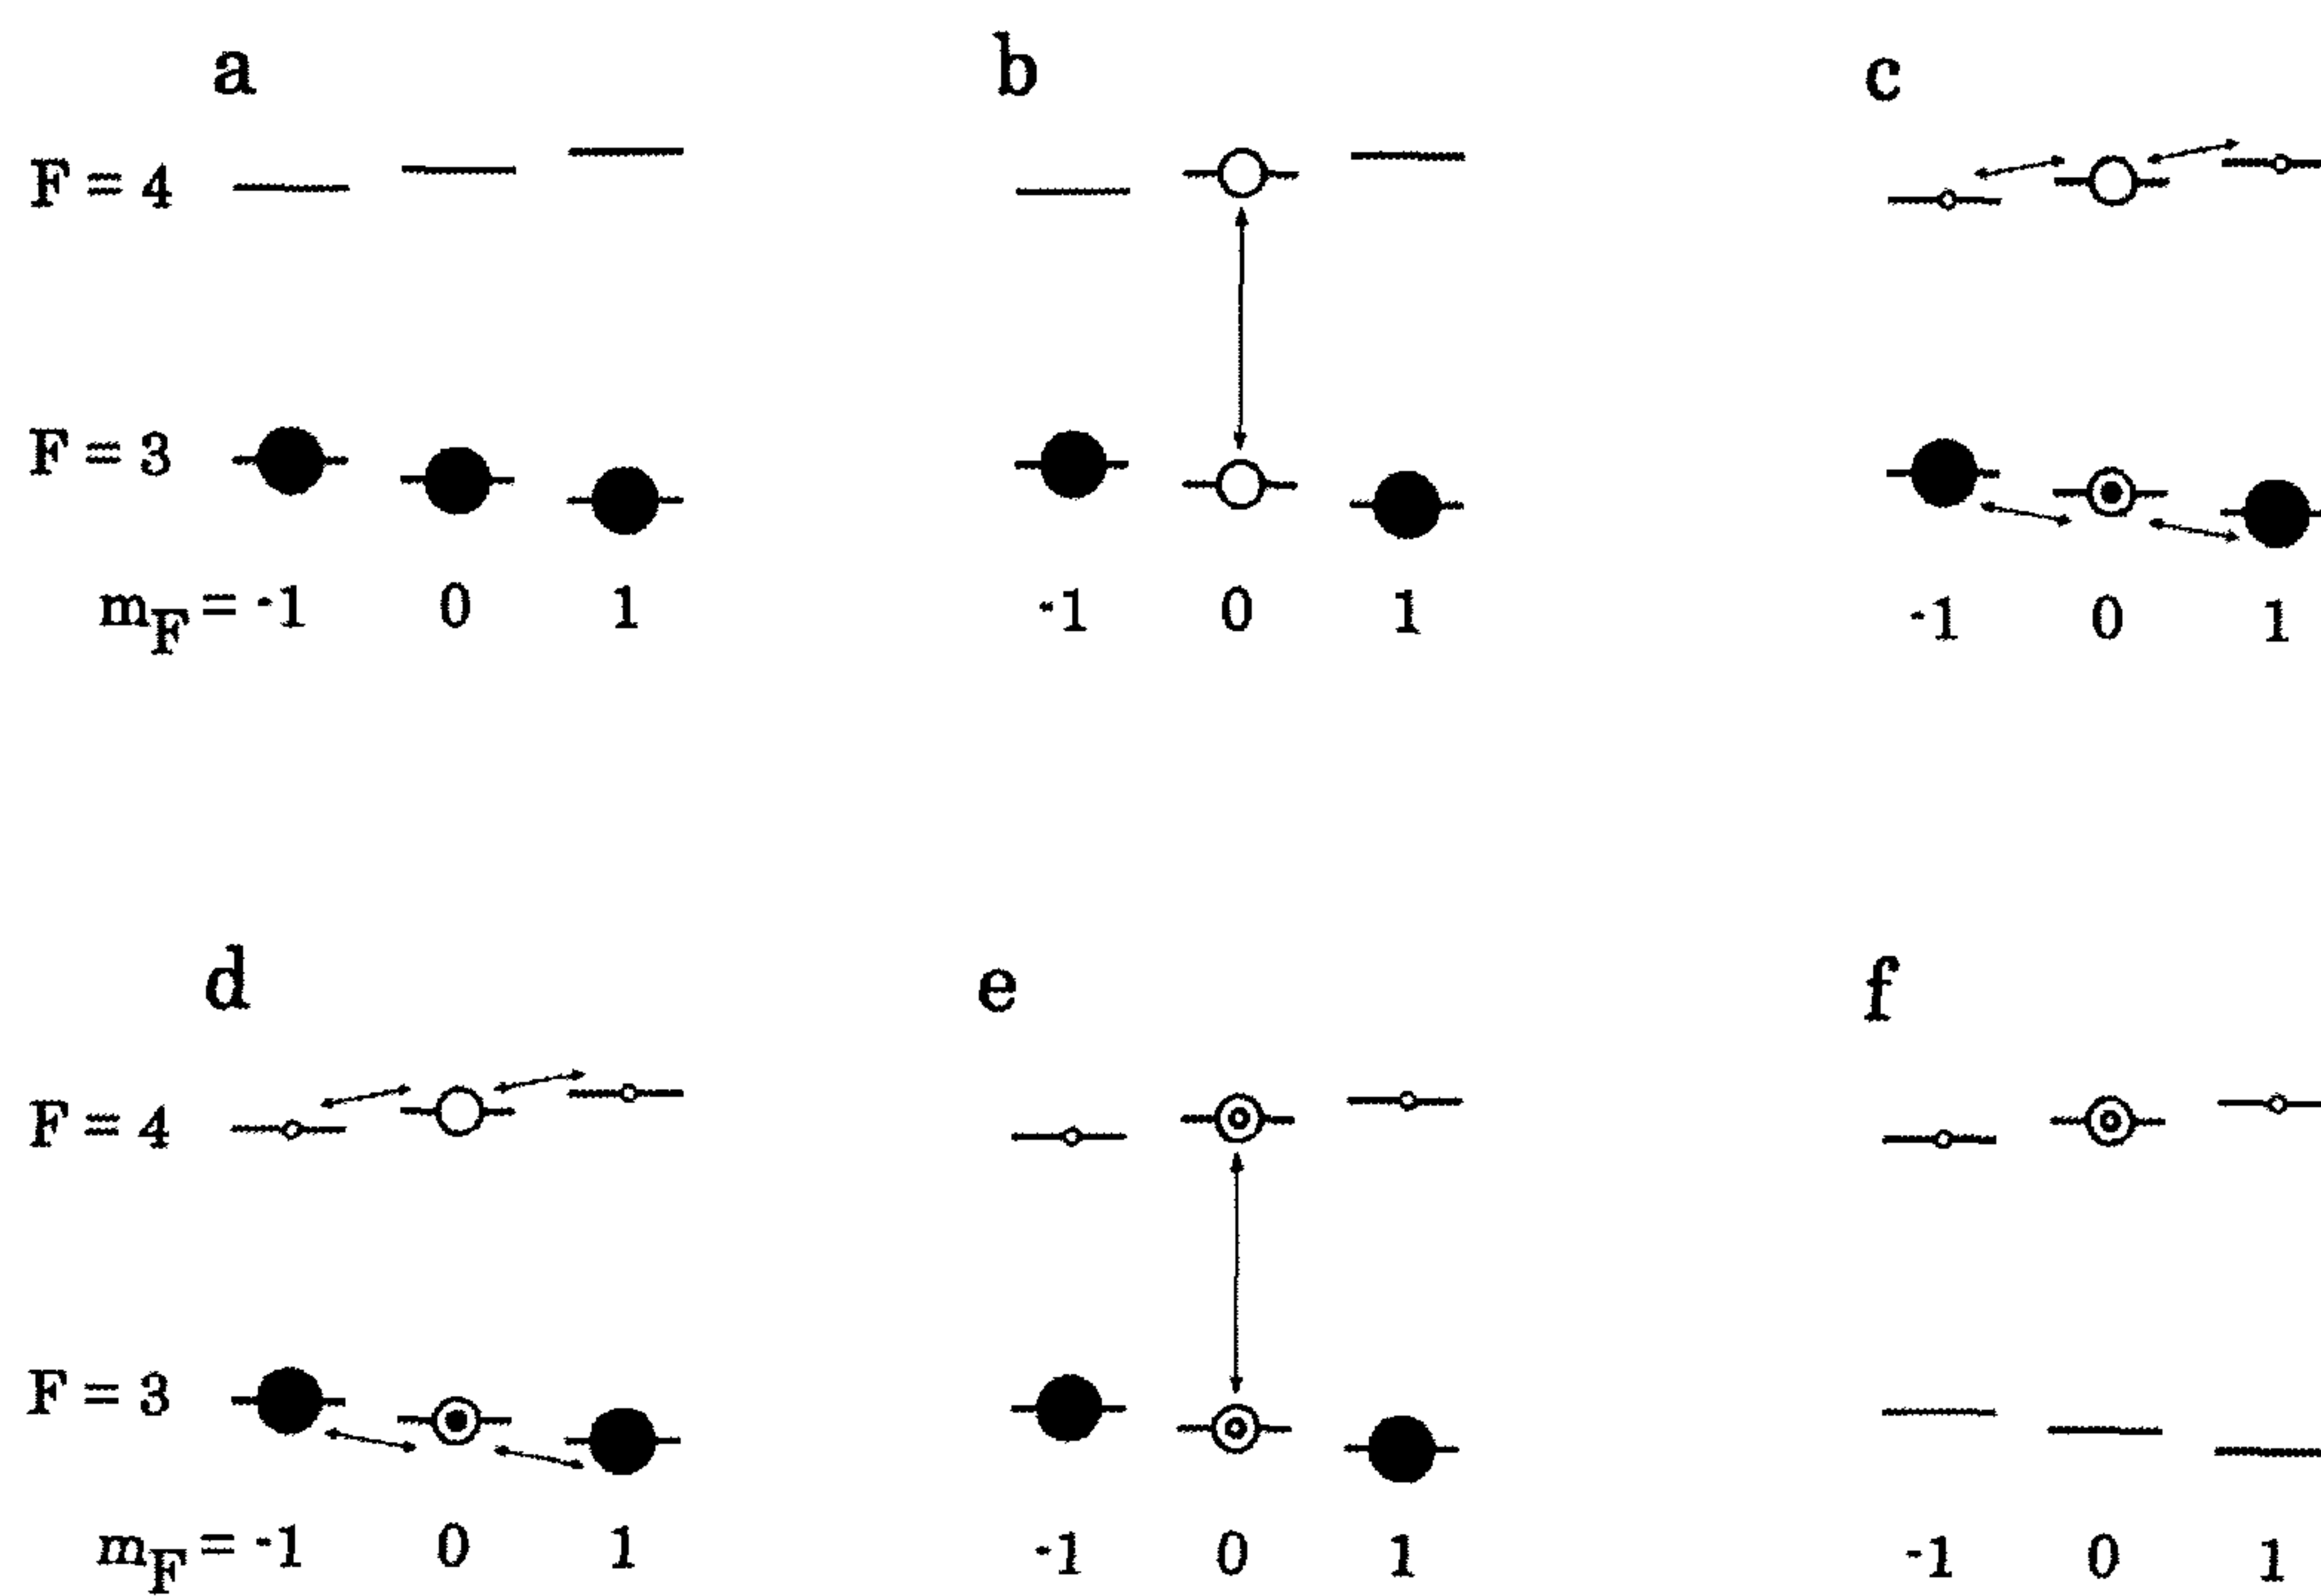 a b c
F = 4
F = 3
m_F = -1 0 1 -1 0 1 -1 0 1
d e f
F = 4
F = 3
m_F = -1 0 1 -1 0 1 -1 0 1